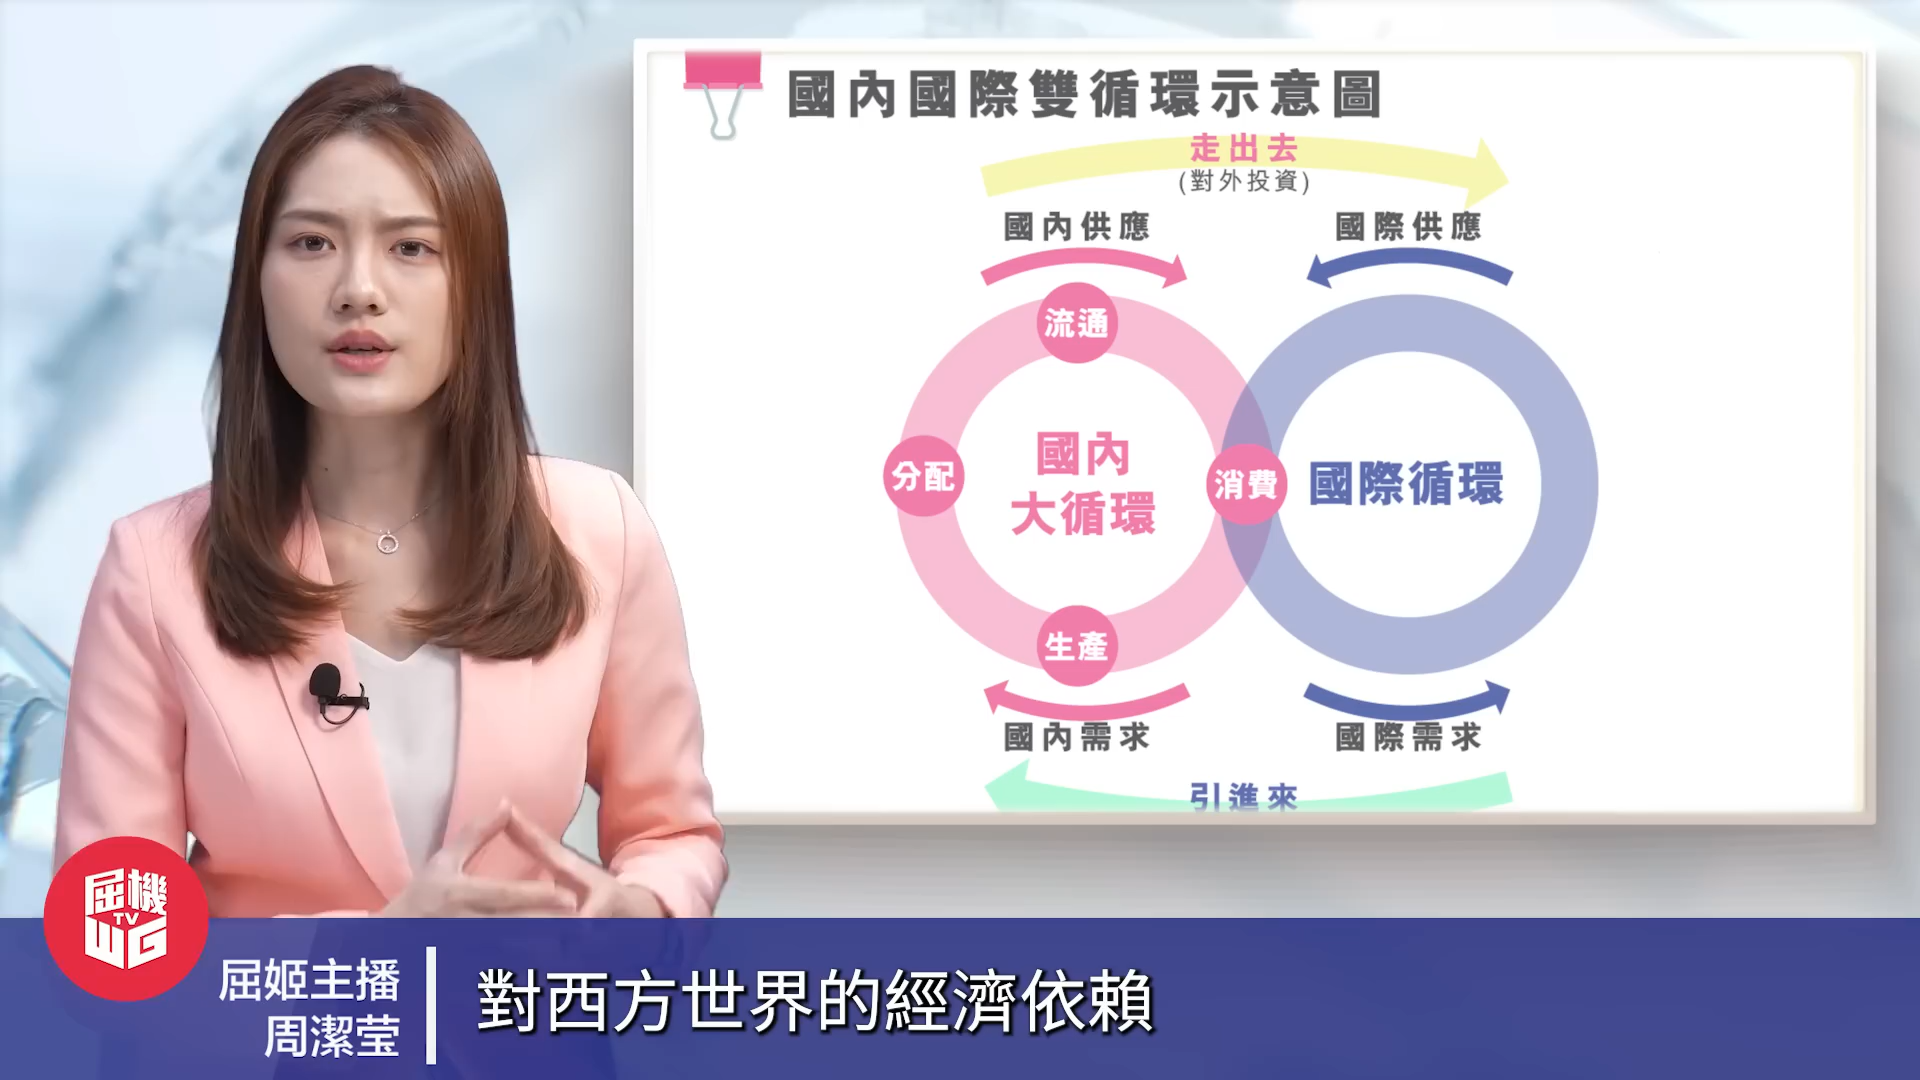 國內國際雙循環示意圖
走出去
(對外投資)
國內供應
國際供應
流通
分配
國內
大循環
消費
國際循環
生產
國內需求
國際需求
引進來
屈機
TV
WG
屈姬主播
周潔莹
對西方世界的經濟依賴